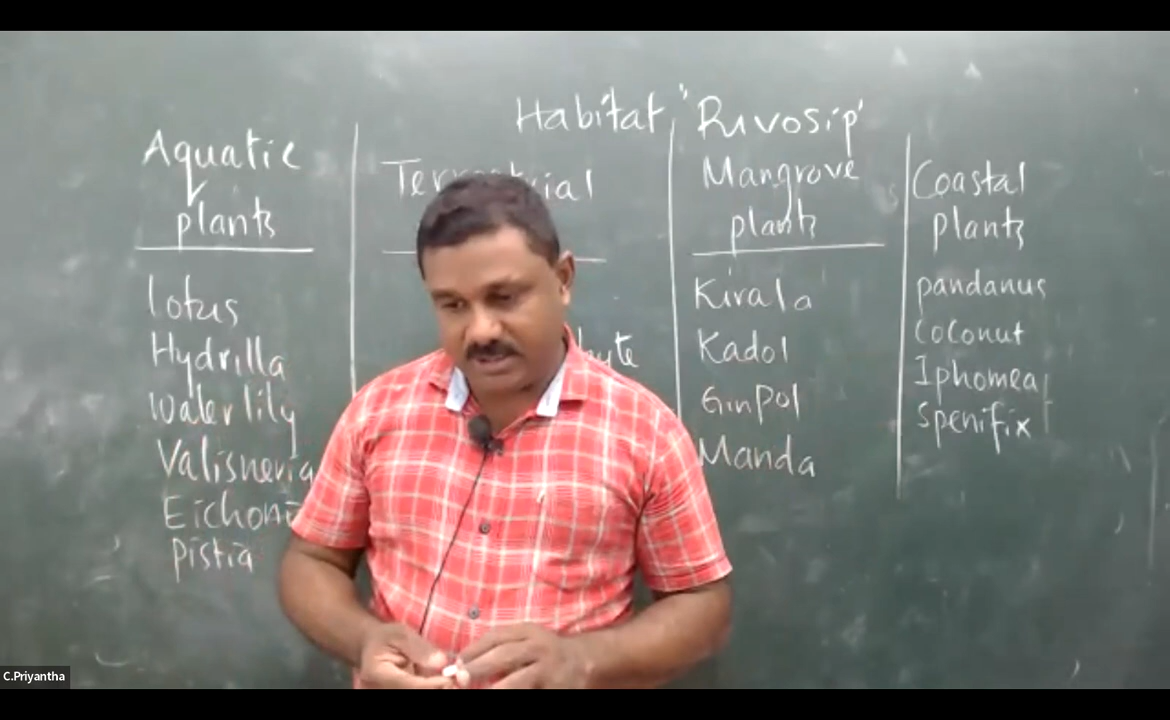 Habitat "Ruvosip'
Aquatic
plants
Lotus
Hydrilla
Water lily
Valisneria
Pistia
Mangrove
plants
Kirala
Kadol
GinPol
Manda
Coastal
plants
pandanus
Coconut
Iphomea
Spenifix
C.Priyantha